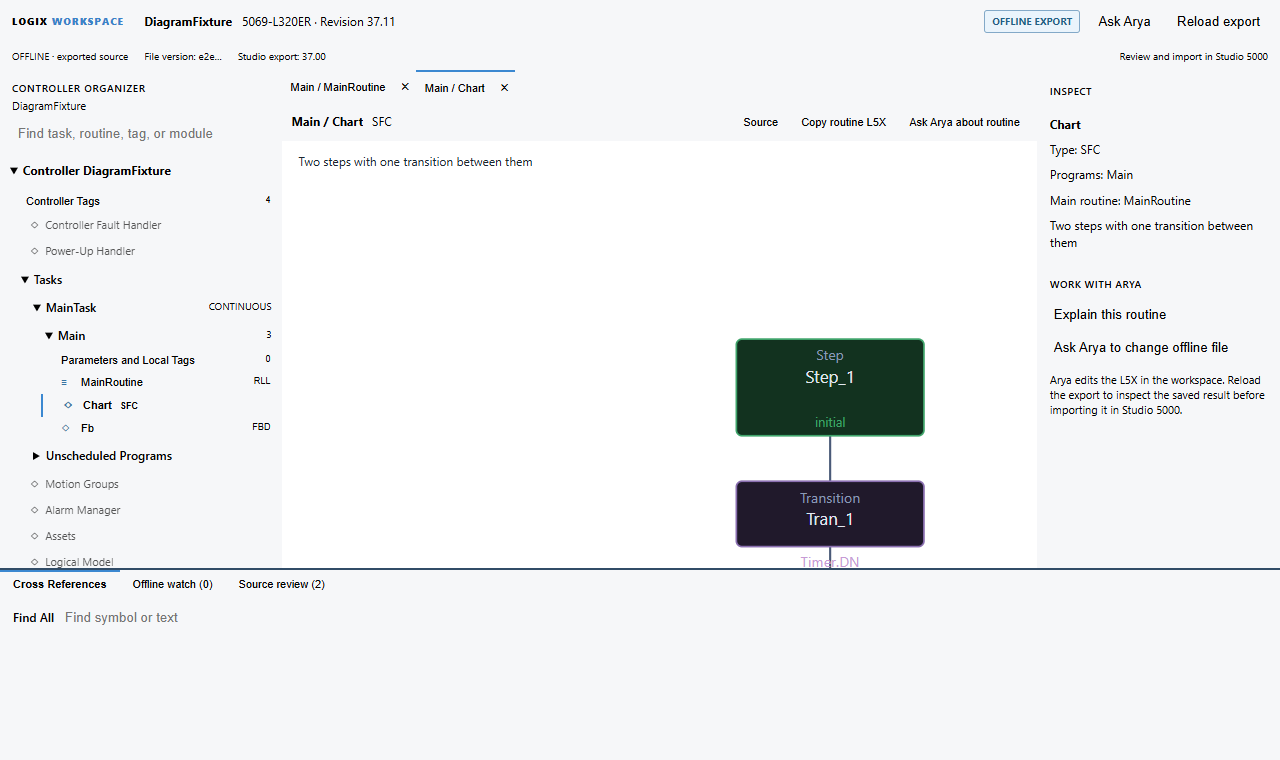 LOGIX WORKSPACE DiagramFixture 5069-L320ER · Revision 37.11 OFFLINE EXPORT Ask Arya Reload export
OFFLINE · exported source File version: e2e... Studio export: 37.00 Review and import in Studio 5000
CONTROLLER ORGANIZER
DiagramFixture
Find task, routine, tag, or module
Controller DiagramFixture
Controller Tags 4
Controller Fault Handler
Power-Up Handler
Tasks
MainTask CONTINUOUS
Main 3
Parameters and Local Tags 0
MainRoutine RLL
Chart SFC
Fb FBD
Unscheduled Programs
Motion Groups
Alarm Manager
Assets
Logical Model
Main / MainRoutine × Main / Chart ×
Main / Chart SFC Source Copy routine L5X Ask Arya about routine
Two steps with one transition between them
Step
Step_1
initial
Transition
Tran_1
Timer.DN
INSPECT
Chart
Type: SFC
Programs: Main
Main routine: MainRoutine
Two steps with one transition between
them
WORK WITH ARYA
Explain this routine
Ask Arya to change offline file
Arya edits the L5X in the workspace. Reload
the export to inspect the saved result before
importing it in Studio 5000.
Cross References Offline watch (0) Source review (2)
Find All Find symbol or text